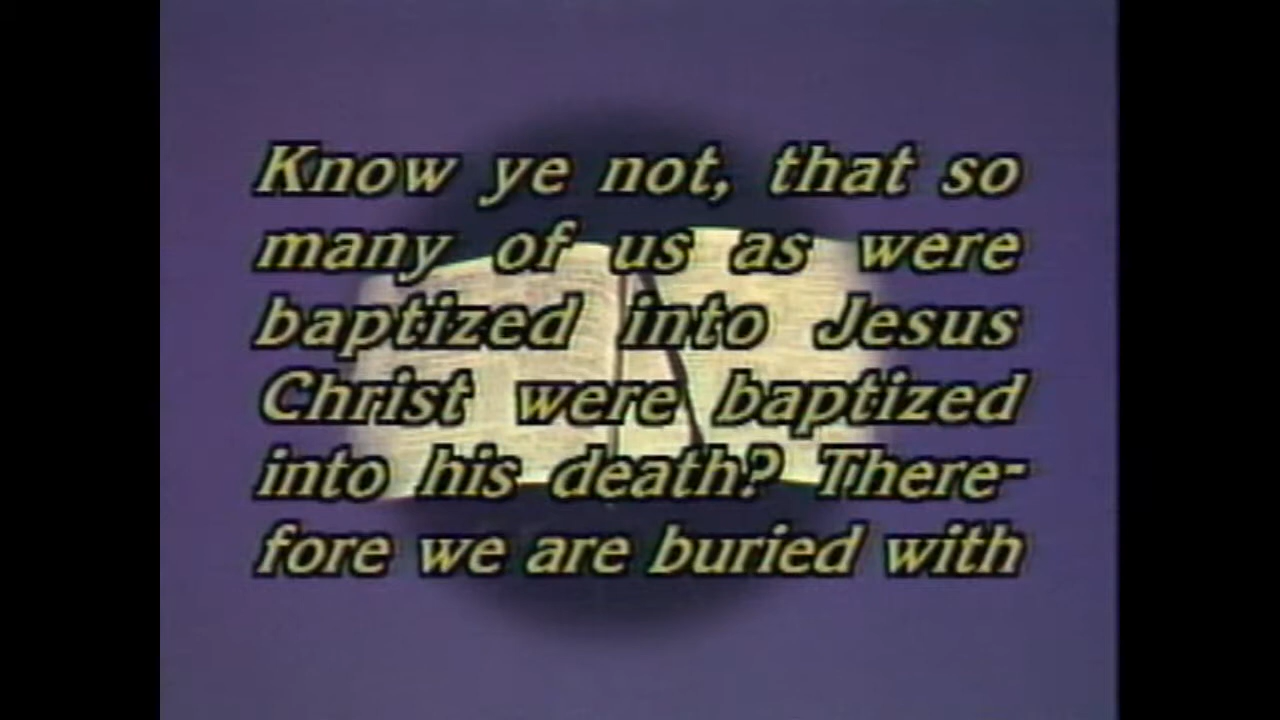 Know ye not, that so
many of us as were
baptized into Jesus
Christ were baptized
into his death? There-
fore we are buried with